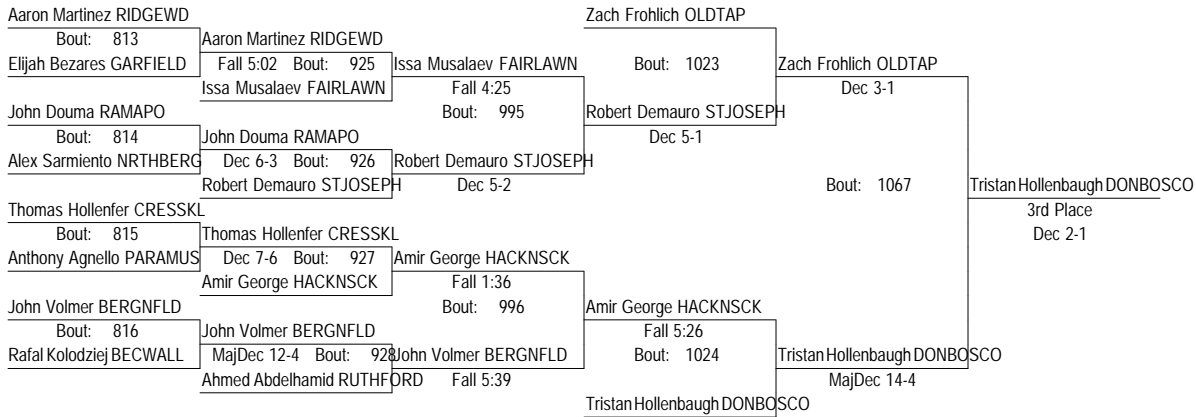 Aaron Martinez RIDGEWD
Bout: 813
Elijah Bezares GARFIELD
John Douma RAMAPO
Bout: 814
Alex Sarmiento NRTHBERG
Thomas Hollenfer CRESSKL
Bout: 815
Anthony Agnello PARAMUS
John Volmer BERGNFLD
Bout: 816
Rafal Kolodziej BECWALL
Aaron Martinez RIDGEWD
Fall 5:02 Bout: 925
Issa Musalaev FAIRLAWN
John Douma RAMAPO
Dec 6-3 Bout: 926
Robert Demauro STJOSEPH
Thomas Hollenfer CRESSKL
Dec 7-6 Bout: 927
Amir George HACKNSCK
John Volmer BERGNFLD
MajDec 12-4 Bout: 928
Ahmed Abdelhamid RUTHFORD
Issa Musalaev FAIRLAWN
Fall 4:25
Bout: 995
Robert Demauro STJOSEPH
Dec 5-2
Amir George HACKNSCK
Fall 1:36
Bout: 996
John Volmer BERGNFLD
Fall 5:39
Zach Frohlich OLDTAP
Bout: 1023
Robert Demauro STJOSEPH
Dec 5-1
Amir George HACKNSCK
Fall 5:26
Bout: 1024
Tristan Hollenbaugh DONBOSCO
Zach Frohlich OLDTAP
Dec 3-1
Bout: 1067
Tristan Hollenbaugh DONBOSCO
MajDec 14-4
Tristan Hollenbaugh DONBOSCO
3rd Place
Dec 2-1